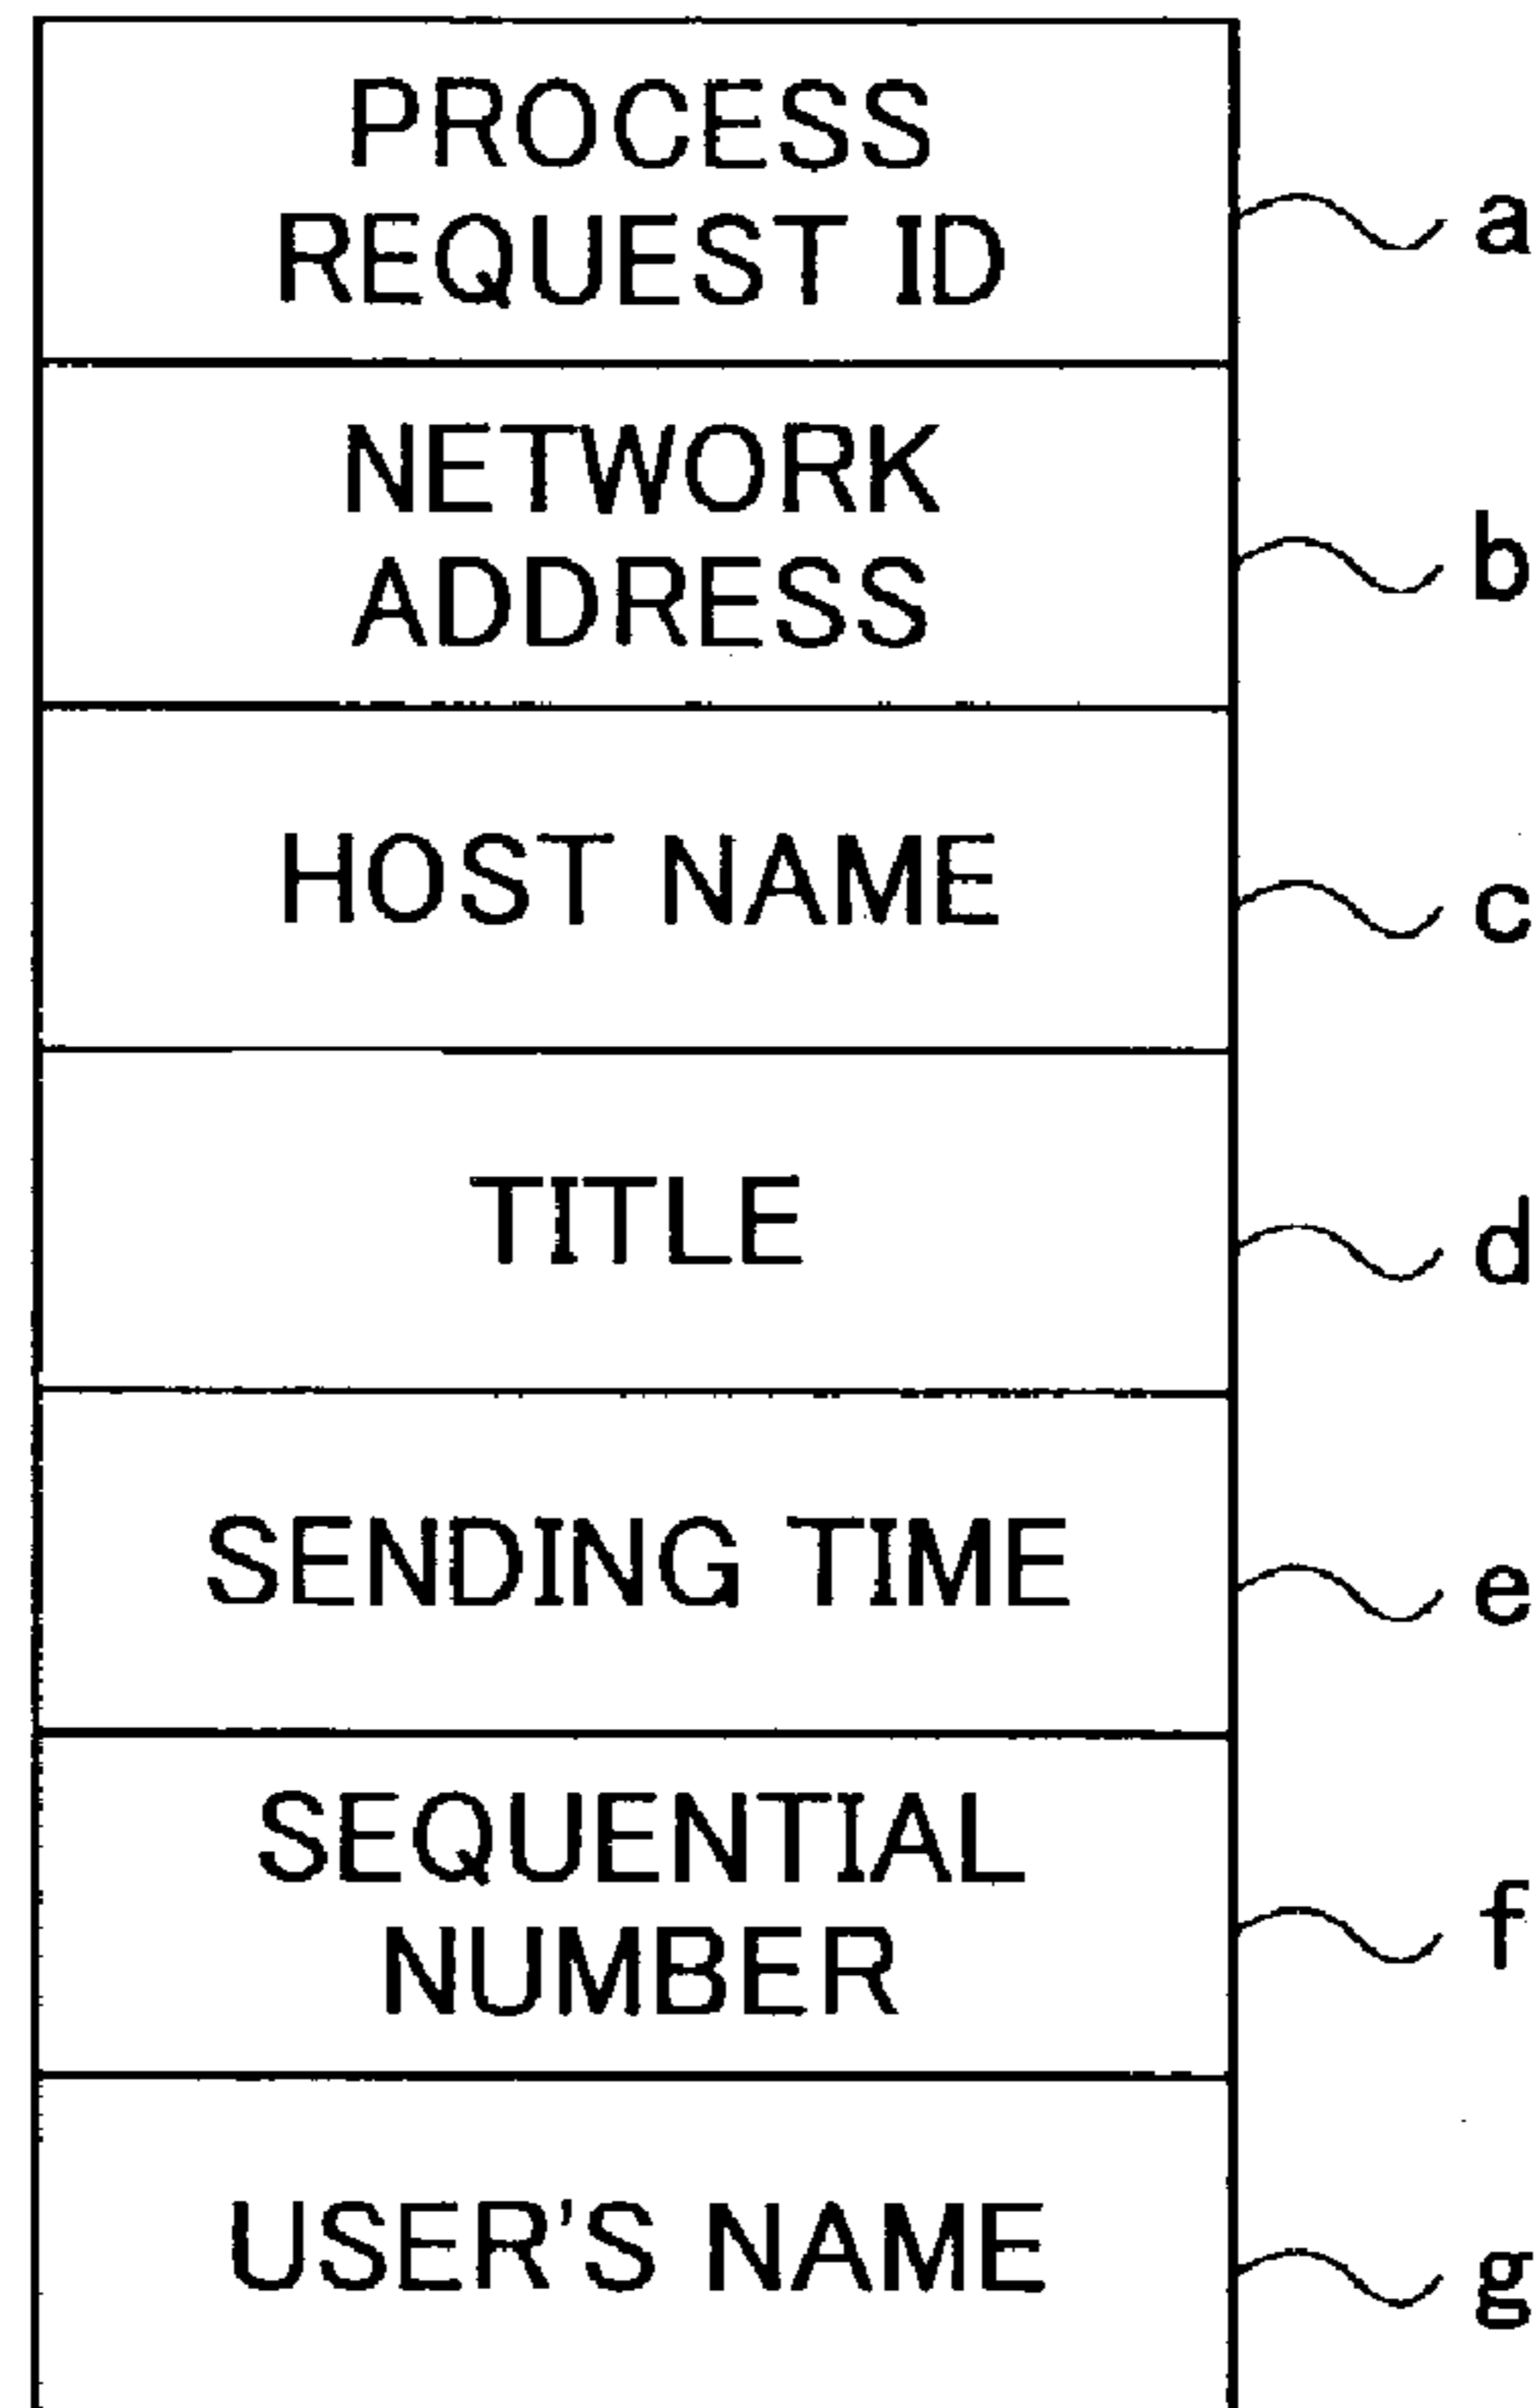 PROCESS
REQUEST ID
a
NETWORK
ADDRESS
b
HOST NAME
c
TITLE
d
SENDING TIME
e
SEQUENTIAL
NUMBER
f
USER'S NAME
g